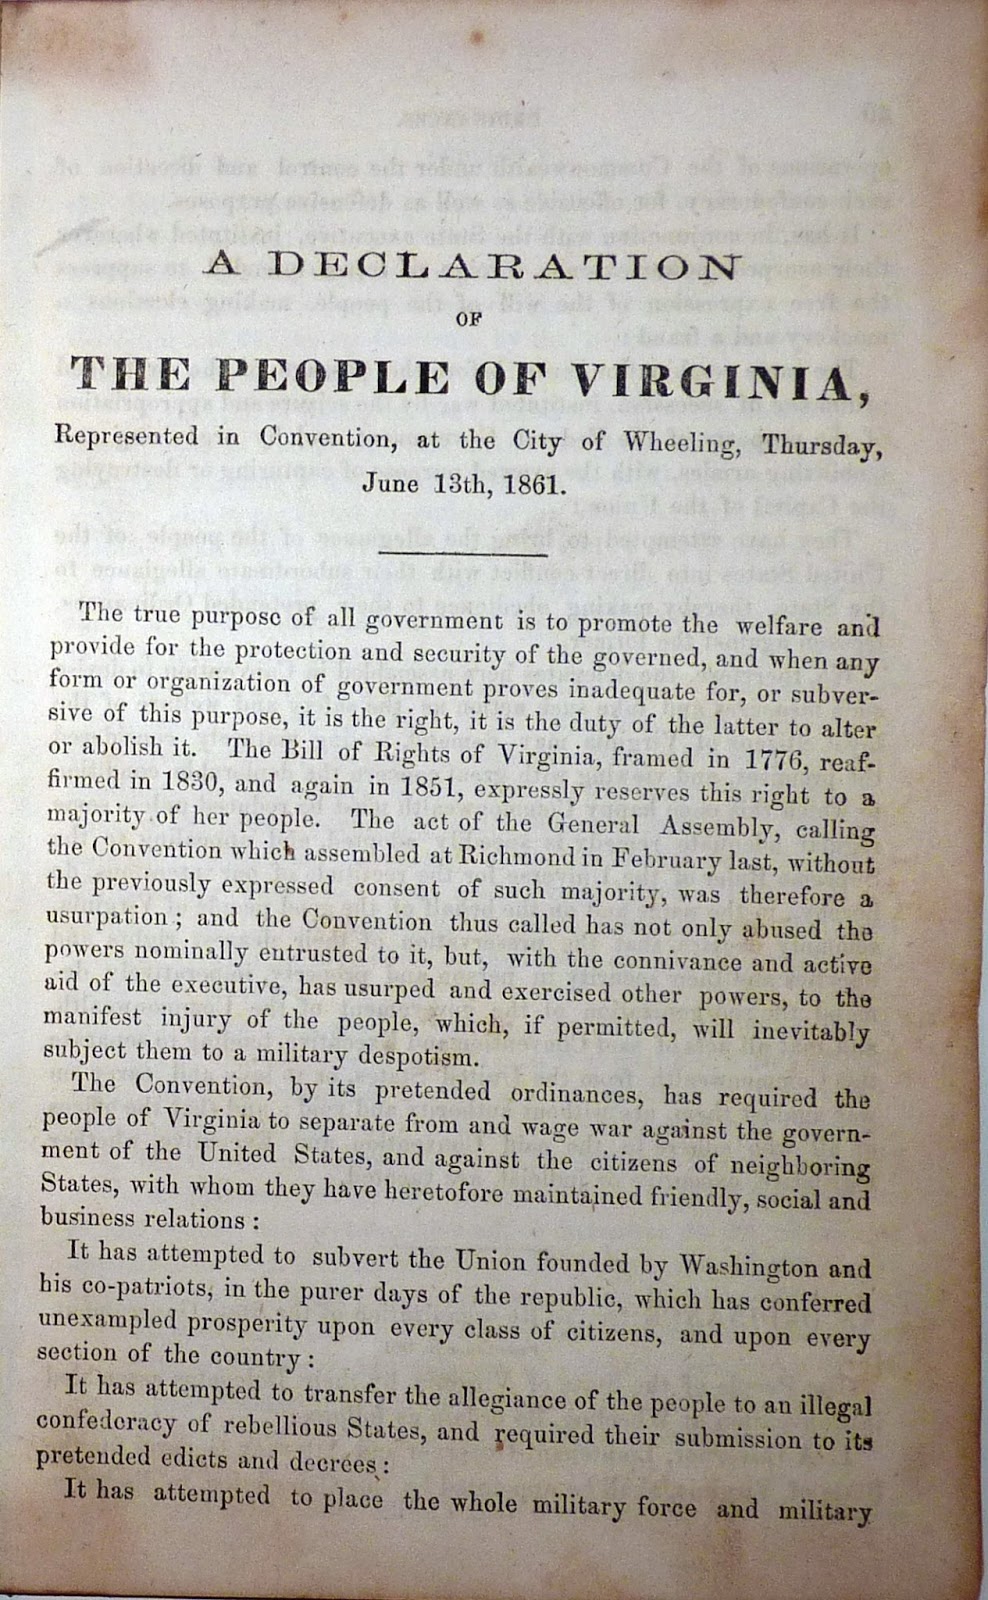 A DECLARATION
OF
THE PEOPLE OF VIRGINIA,
Represented in Convention, at the City of Wheeling, Thursday,
June 13th, 1861.
The true purpose of all government is to promote the welfare and
provide for the protection and security of the governed, and when any
form or organization of government proves inadequate for, or subver-
sive of this purpose, it is the right, it is the duty of the latter to alter
or abolish it. The Bill of Rights of Virginia, framed in 1776, reaf-
firmed in 1830, and again in 1851, expressly reserves this right to a
majority of her people. The act of the General Assembly, calling
the Convention which assembled at Richmond in February last, without
the previously expressed consent of such majority, was therefore a
usurpation; and the Convention thus called has not only abused the
powers nominally entrusted to it, but, with the connivance and active
aid of the executive, has usurped and exercised other powers, to the
manifest injury of the people, which, if permitted, will inevitably
subject them to a military despotism.
The Convention, by its pretended ordinances, has required the
people of Virginia to separate from and wage war against the govern-
ment of the United States, and against the citizens of neighboring
States, with whom they have heretofore maintained friendly, social and
business relations:
It has attempted to subvert the Union founded by Washington and
his co-patriots, in the purer days of the republic, which has conferred
unexampled prosperity upon every class of citizens, and upon every
section of the country:
It has attempted to transfer the allegiance of the people to an illegal
confederacy of rebellious States, and required their submission to its
pretended edicts and decrees:
It has attempted to place the whole military force and military